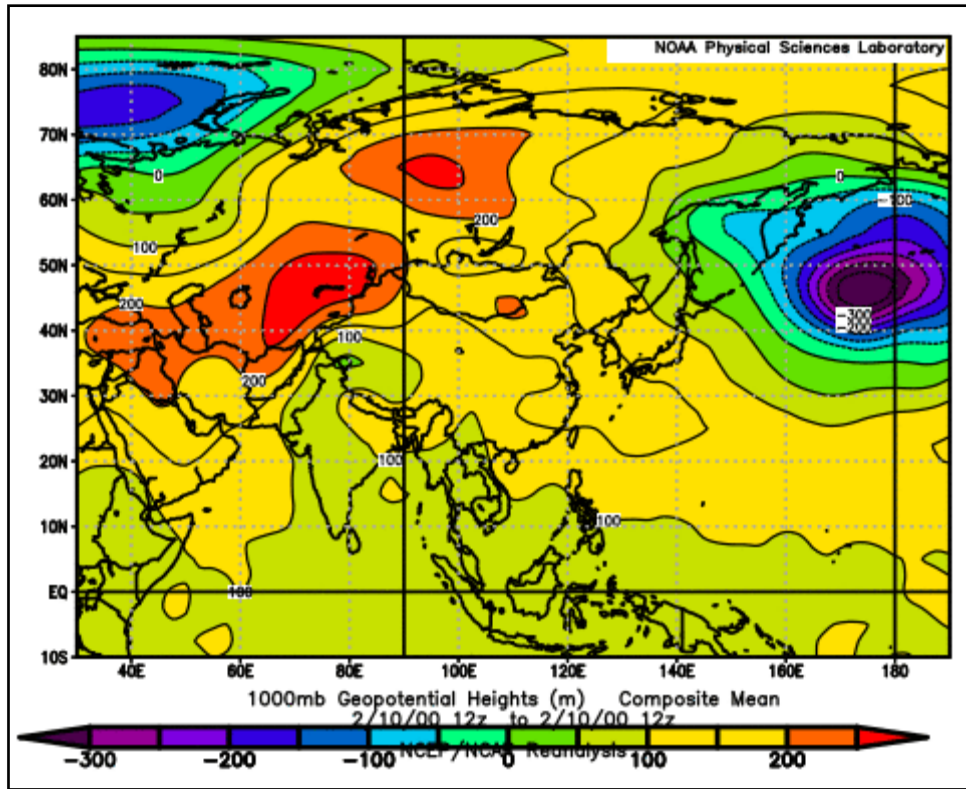 NOAA Physical Sciences Laboratory
80N
70N
60N
50N
40N
30N
20N
10N
EQ
10S
0
0
-100
100
200
200
-300
-200
100
200
100
100
100
40E
60E
80E
100E
120E
140E
160E
180
1000mb Geopotential Heights (m) Composite Mean
2/10/00 12z to 2/10/00 12z
NCEP/NCAR Reanalysis
-300 -200 -100 0 100 200